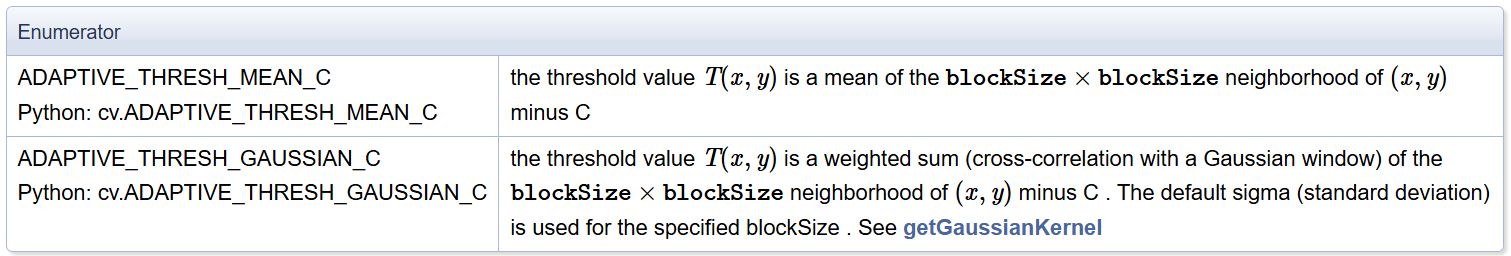 Enumerator
ADAPTIVE_THRESH_MEAN_C
Python: cv.ADAPTIVE_THRESH_MEAN_C
the threshold value T(x, y) is a mean of the blockSize × blockSize neighborhood of (x, y)
minus C
ADAPTIVE_THRESH_GAUSSIAN_C
Python: cv.ADAPTIVE_THRESH_GAUSSIAN_C
the threshold value T(x, y) is a weighted sum (cross-correlation with a Gaussian window) of the
blockSize × blockSize neighborhood of (x, y) minus C . The default sigma (standard deviation)
is used for the specified blockSize . See getGaussianKernel